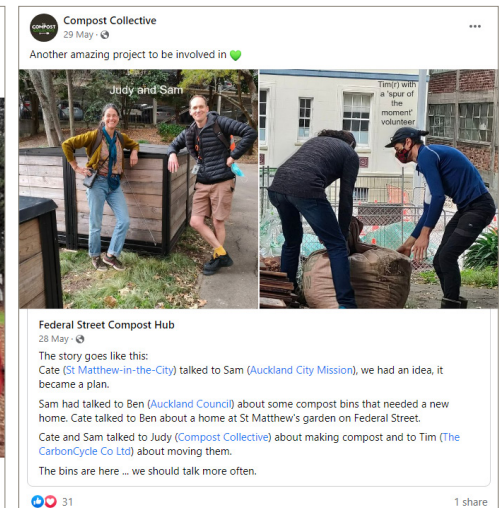 COMPOST
Compost Collective
29 May ·
Another amazing project to be involved in 💚
Judy and Sam
Tim(r) with
a 'spur of
the
moment'
volunteer
Federal Street Compost Hub
28 May ·
The story goes like this:
Cate (St Matthew-in-the-City) talked to Sam (Auckland City Mission), we had an idea, it
became a plan.
Sam had talked to Ben (Auckland Council) about some compost bins that needed a new
home. Cate talked to Ben about a home at St Matthew's garden on Federal Street.
Cate and Sam talked to Judy (Compost Collective) about making compost and to Tim (The
CarbonCycle Co Ltd) about moving them.
The bins are here ... we should talk more often.
31
1 share